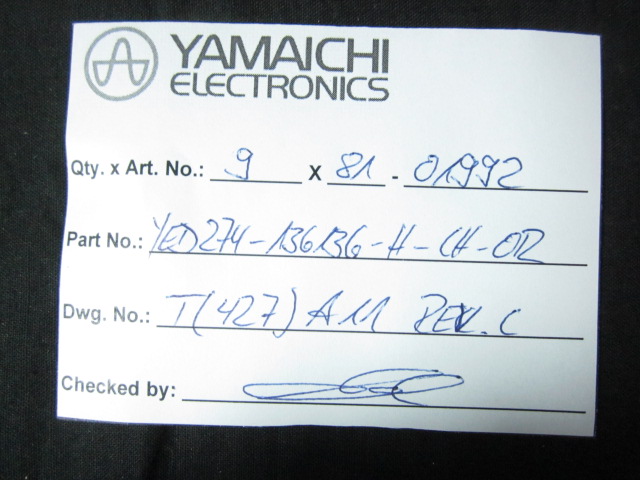 YAMAICHI
ELECTRONICS
Qty. x Art. No.: 9 x 81 - 01992
Part No.: YED274-136136-H-CH-OR
Dwg. No.: T(427) A M REV. C
Checked by: